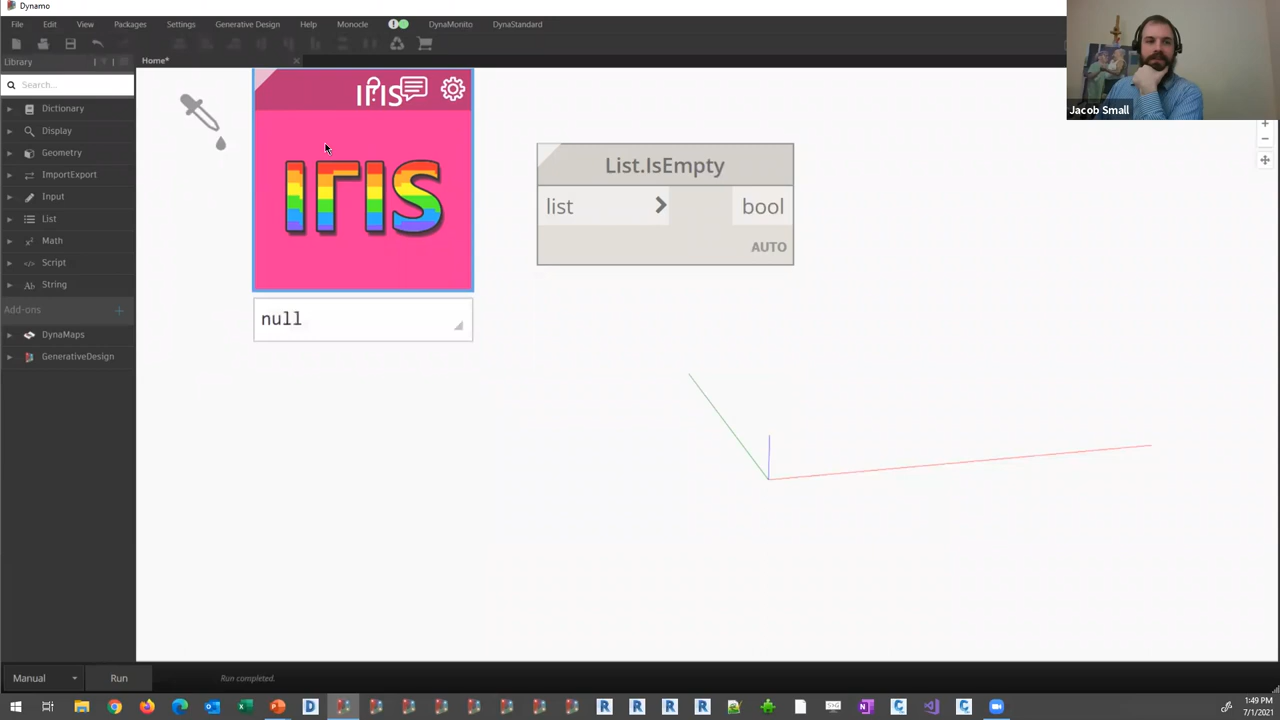 Dynamo
File Edit View Packages Settings Generative Design Help Monocle DynaMonito DynaStandard
Library
Home*
Search...
Dictionary
Display
Geometry
ImportExport
Input
List
Math
Script
String
Add-ons
DynaMaps
GenerativeDesign
IRIS
IRIS
null
List.IsEmpty
list
bool
AUTO
Jacob Small
Manual
Run
Run completed.
1:49 PM
7/1/2021